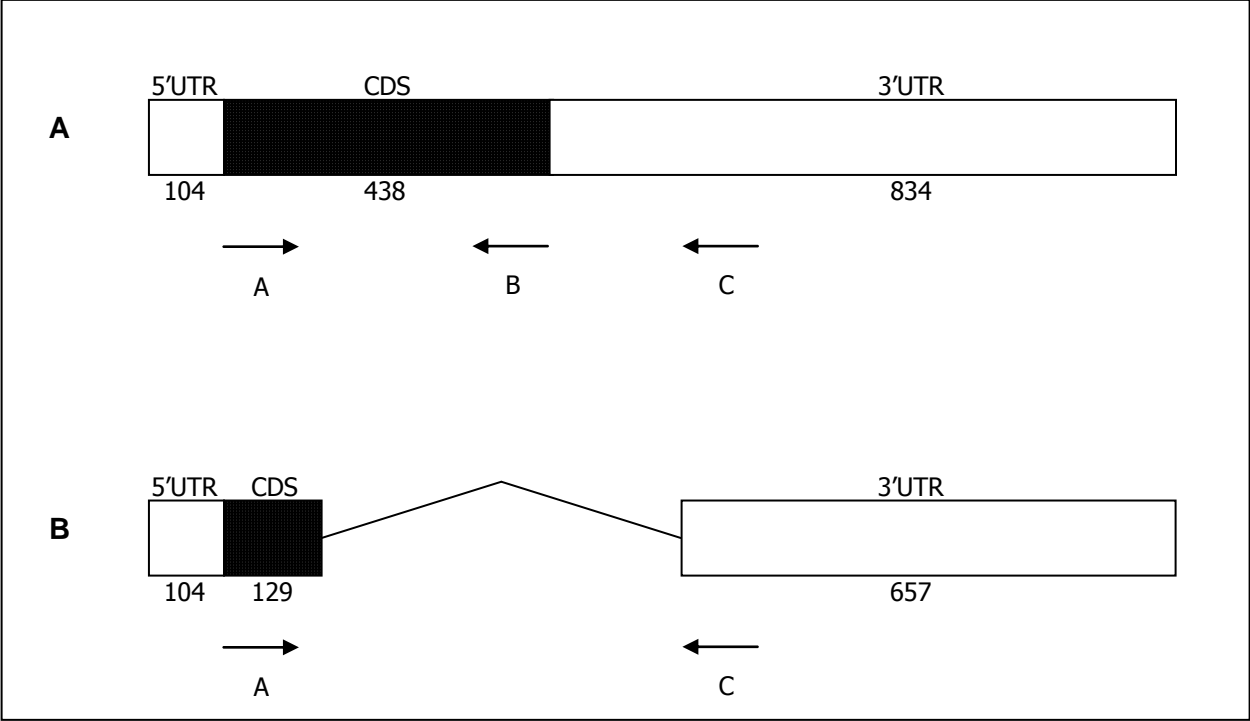 5′UTR CDS 3′UTR
A
104 438 834
A B C
5′UTR CDS 3′UTR
B
104 129 657
A C